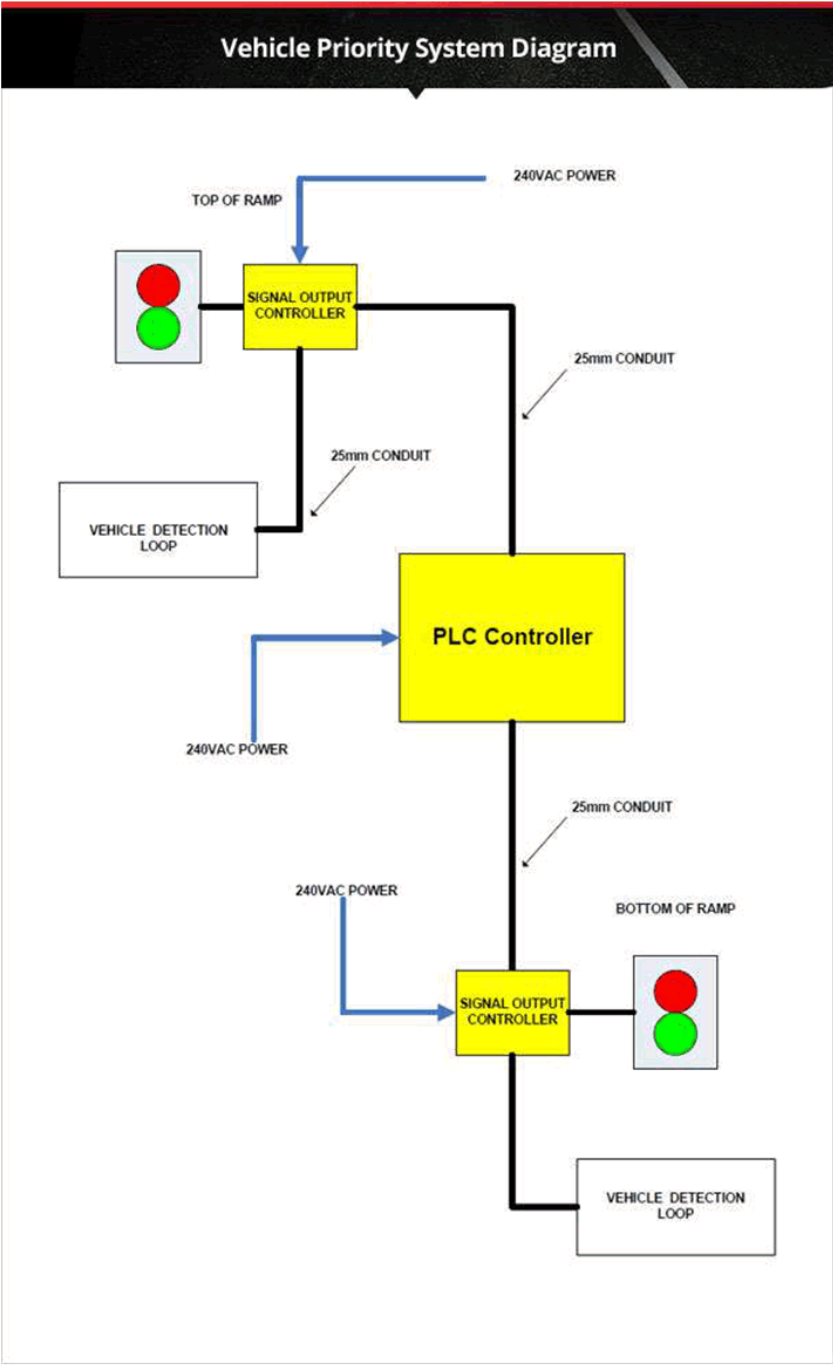 Vehicle Priority System Diagram
240VAC POWER
TOP OF RAMP
SIGNAL OUTPUT
CONTROLLER
25mm CONDUIT
25mm CONDUIT
VEHICLE DETECTION
LOOP
PLC Controller
240VAC POWER
25mm CONDUIT
240VAC POWER
BOTTOM OF RAMP
SIGNAL OUTPUT
CONTROLLER
VEHICLE DETECTION
LOOP